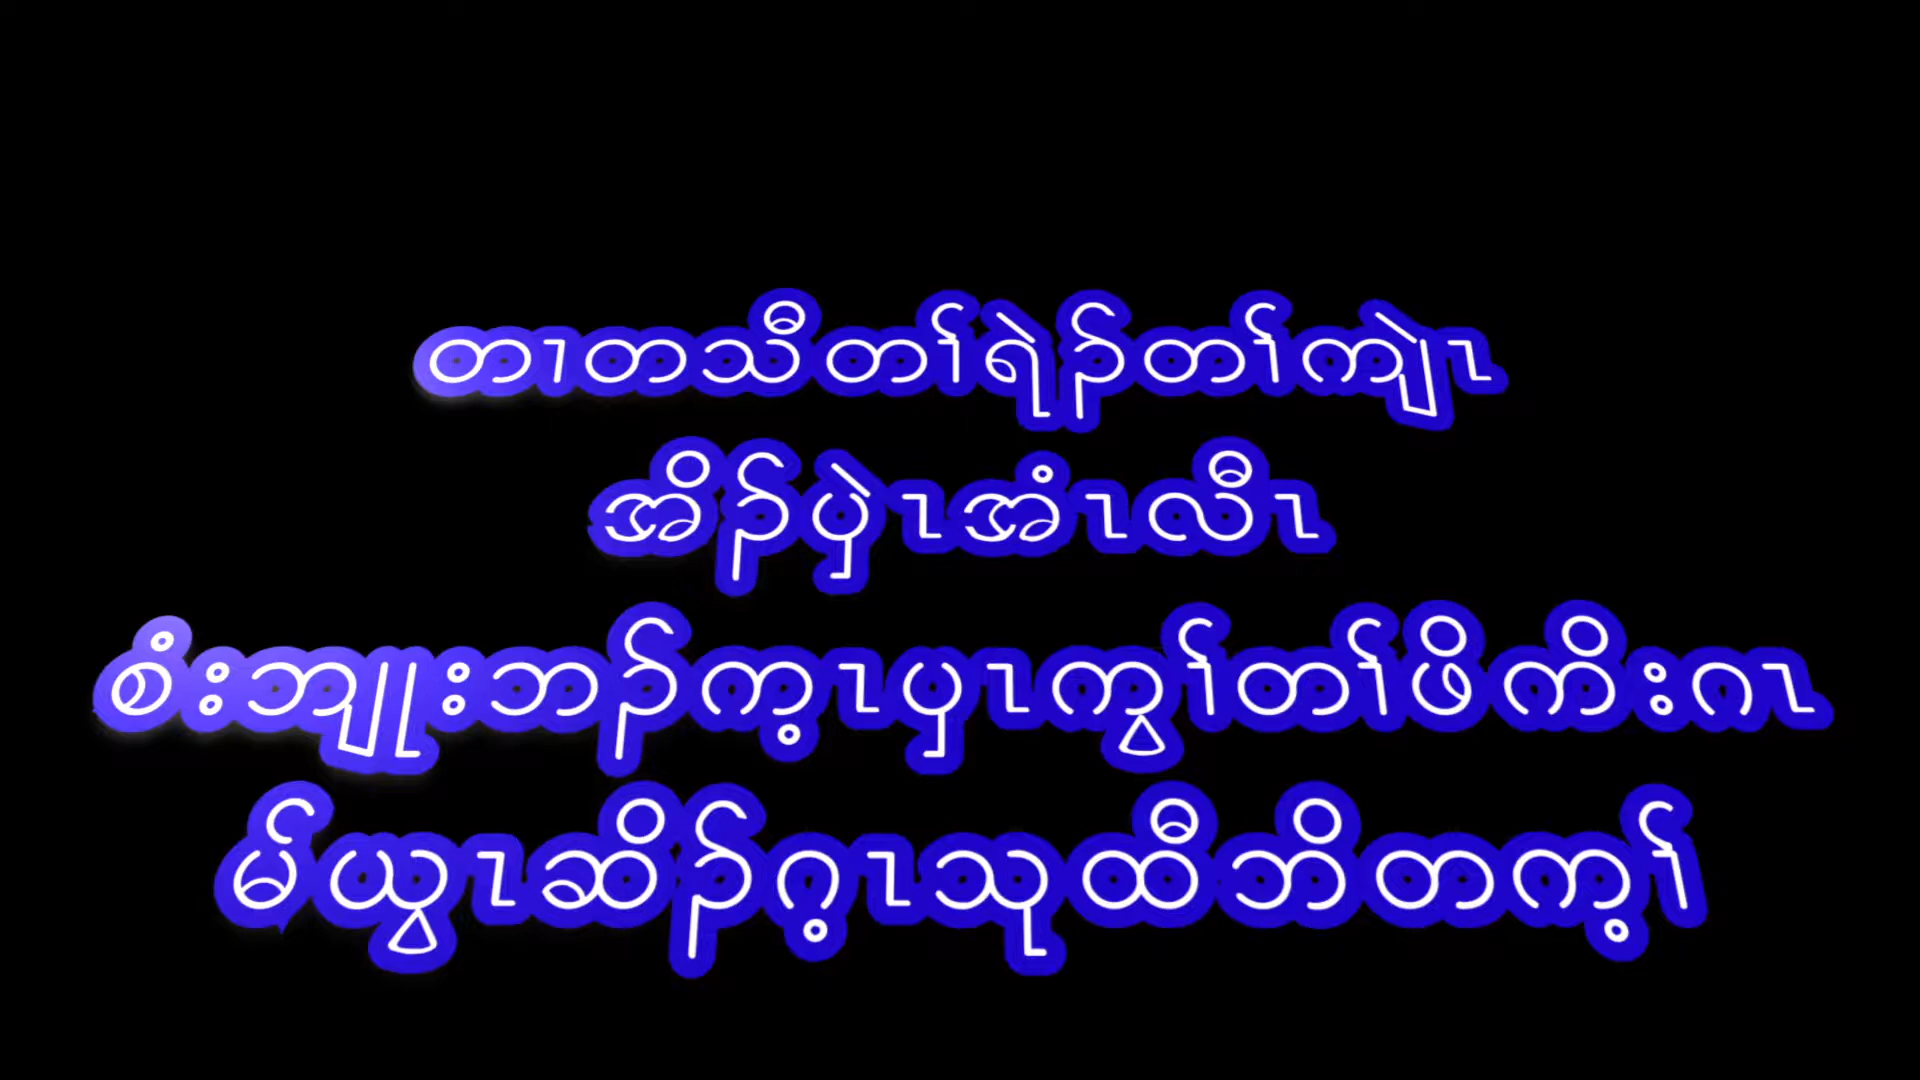 တၢတသီတၢ်ရဲၣ်တၢ်ကျဲၤ
အိၣ်ပှဲၤအံၤလီၤ
စံးဘျုးဘၣ်က့ၤပှၤကွၢ်တၢ်ဖိကိးဂၤ
မ်ယွၤဆိၣ်ဂ့ၤသုထီဘိတက့ၢ်